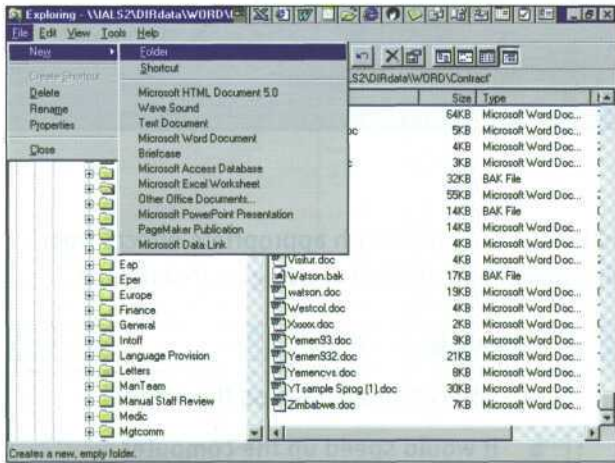 Exploring - \\IALS2\DIRdata\WORD\C
File Edit View Tools Help
New
Folder
Create Shortcut
Shortcut
Delete
Rename
Properties
Close
Microsoft HTML Document 5.0
Wave Sound
Text Document
Microsoft Word Document
Briefcase
Microsoft Access Database
Microsoft Excel Worksheet
Other Office Documents...
Microsoft PowerPoint Presentation
PageMaker Publication
Microsoft Data Link
S2\DIRdata\WORD\Contract'
Size Type
64KB Microsoft Word Doc...
5KB Microsoft Word Doc...
4KB Microsoft Word Doc...
3KB Microsoft Word Doc...
32KB BAK File
55KB Microsoft Word Doc...
14KB BAK File
14KB Microsoft Word Doc...
4KB Microsoft Word Doc...
Visitur.doc 4KB Microsoft Word Doc...
Watson.bak 17KB BAK File
watson.doc 19KB Microsoft Word Doc...
Westcol.doc 4KB Microsoft Word Doc...
Xxxxx.doc 2KB Microsoft Word Doc...
Yemen93.doc 9KB Microsoft Word Doc...
Yemen932.doc 21KB Microsoft Word Doc...
Yemencvs.doc 8KB Microsoft Word Doc...
YTsample Sprog (1).doc 30KB Microsoft Word Doc...
Zimbabwe.doc 7KB Microsoft Word Doc...
Eap
Eper
Europe
Finance
General
Intoff
Language Provision
Letters
ManTeam
Manual Staff Review
Medic
Mgtcomm
Creates a new, empty folder.